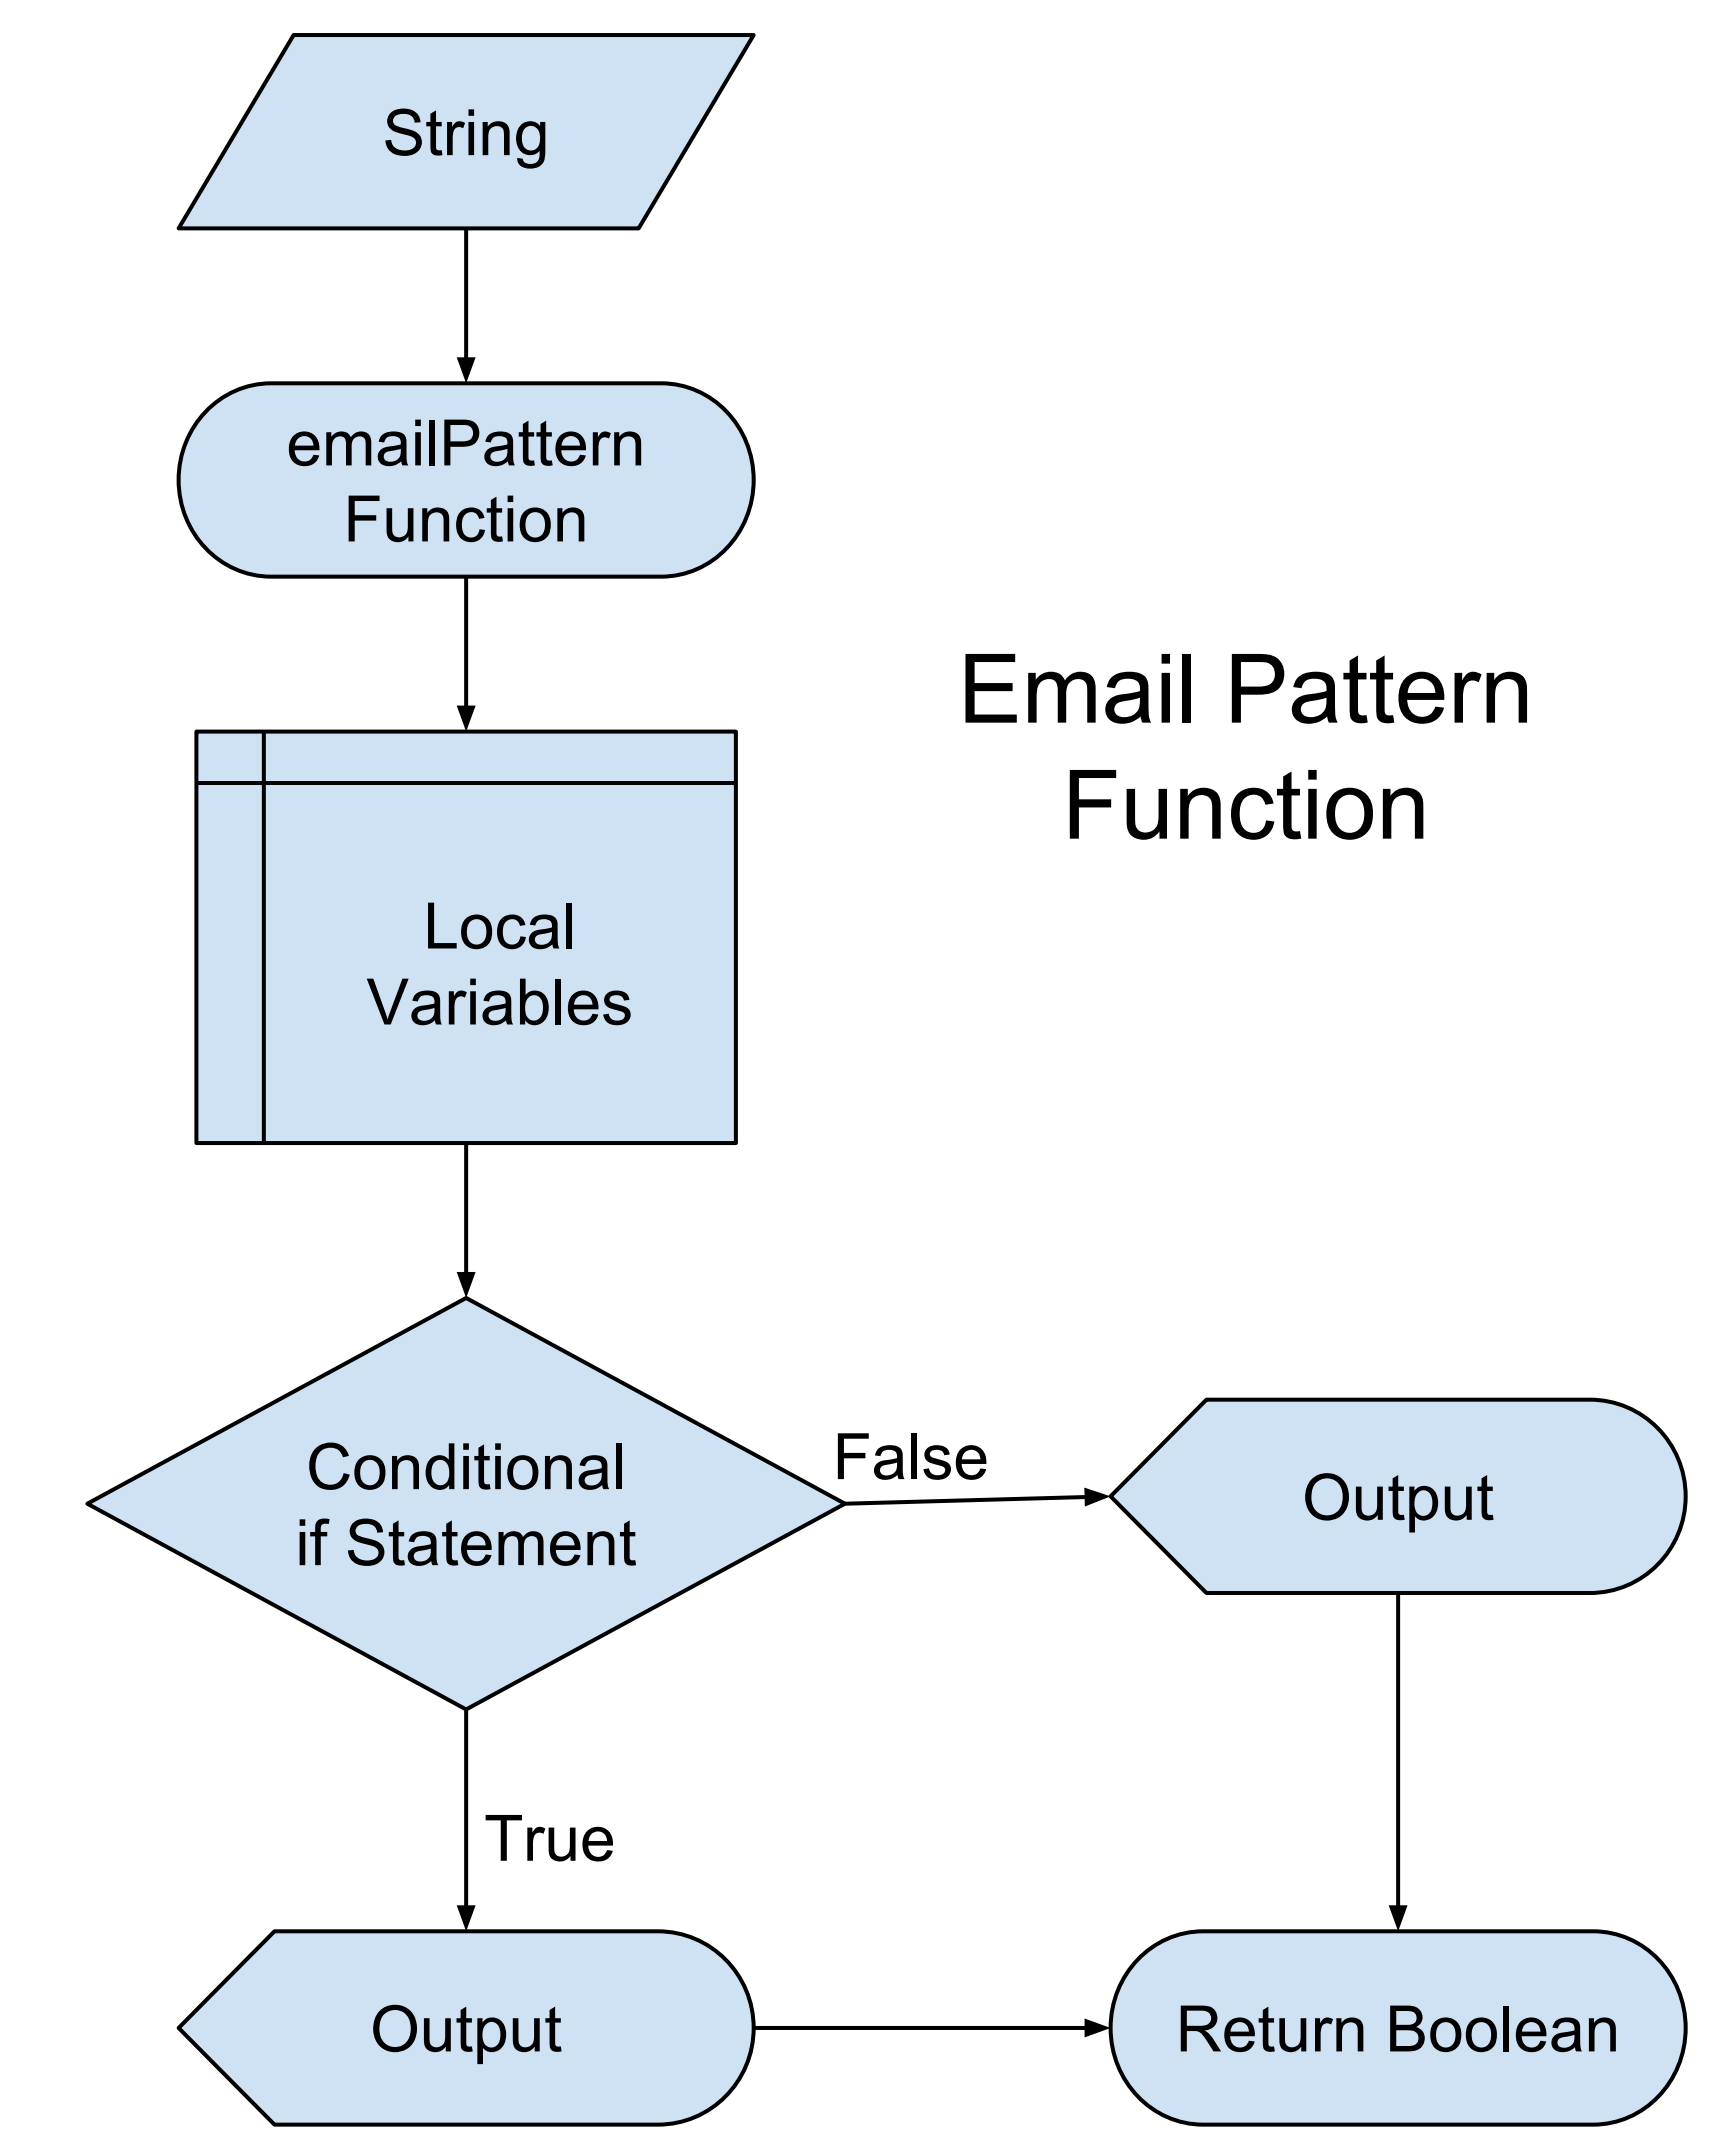 String
emailPattern
Function
Email Pattern
Function
Local
Variables
Conditional
if Statement
False
Output
True
Output
Return Boolean